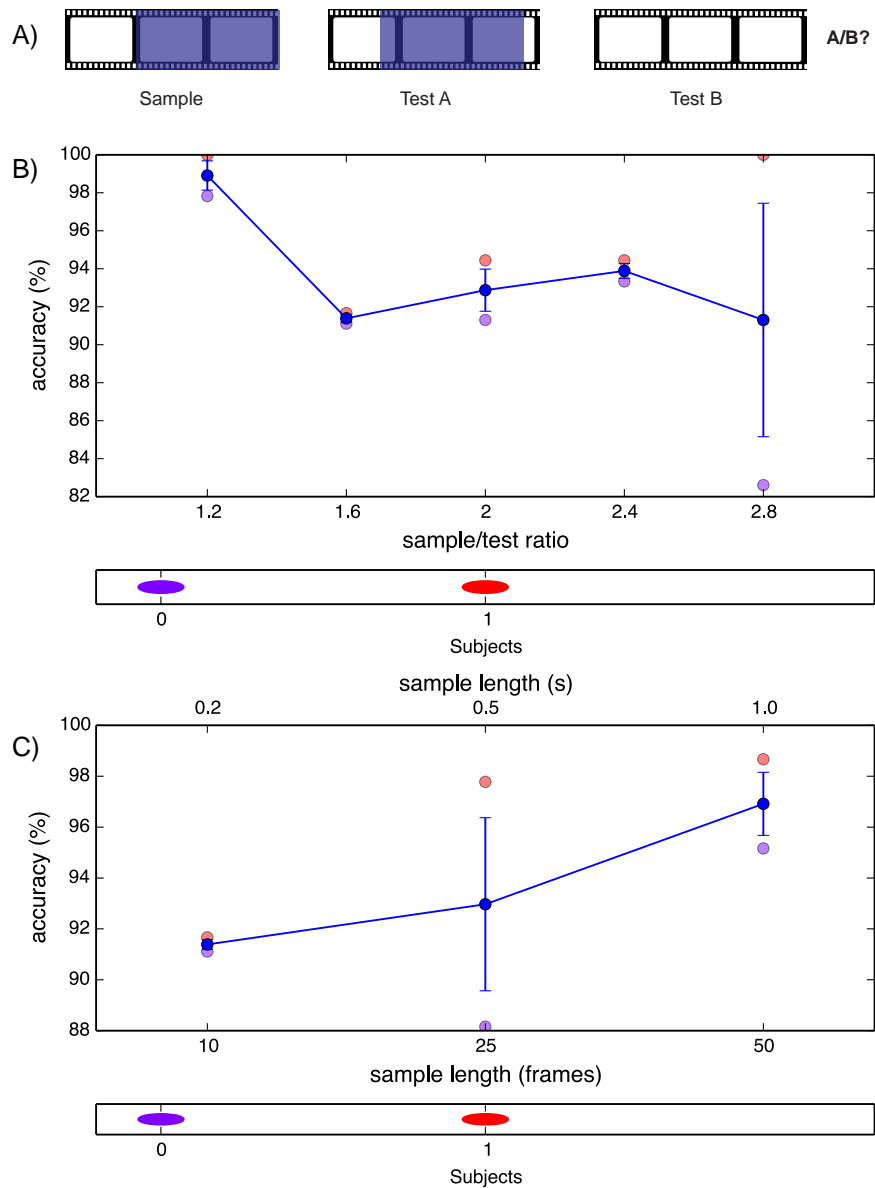 A)
A/B?
Sample Test A Test B
B)
100
98
96
94
92
90
88
86
84
82
accuracy (%)
1.2 1.6 2 2.4 2.8
sample/test ratio
0 1
Subjects
sample length (s)
0.2 0.5 1.0
C)
100
98
96
94
92
90
88
accuracy (%)
10 25 50
sample length (frames)
0 1
Subjects